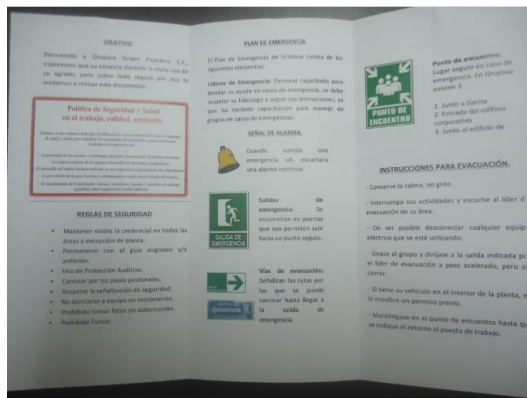 OBJETIVO
Bienvenido a Grupasa Grupo Papelero S.A.,
esperamos que su estancia durante la visita sea de
su agrado, pero sobre todo segura por eso lo
invitamos a revisar este documento.
Política de Seguridad + Salud
en el trabajo, calidad, ambiente.
REGLAS DE SEGURIDAD
• Mantener visible la credencial en todas las
áreas a excepción de planta.
• Permanecer con el guía asignado y/o
anfitrión.
• Uso de Protección Auditiva.
• Caminar por los pasos peatonales.
• Respetar la señalización de seguridad.
• No acercarse a equipo en movimiento.
• Prohibido tomar fotos sin autorización.
• Prohibido Fumar.
PLAN DE EMERGENCIA
El Plan de Emergencia de Grupasa consta de los
siguientes elementos:
Líderes de Emergencia: Personal capacitado para
brindar su ayuda en casos de emergencia, se debe
respetar su liderazgo y seguir sus instrucciones, ya
que ha recibido capacitación para manejo de
grupos en casos de emergencias.
SEÑAL DE ALARMA.
Cuando exista una
emergencia ud. escuchara
una alarma continua.
SALIDA DE
EMERGENCIA
Salidas de
emergencia: Se
encuentran en puertas
que nos permiten salir
hacia un punto seguro.
Vías de evacuación:
Señalizan las rutas por
las que se puede
caminar hasta llegar a
la salida de
emergencia.
PUNTO DE
ENCUENTRO
Punto de encuentro:
Lugar seguro en caso de
emergencia. En Grupasa
existen 3
1. Junto a Garita
2. Entrada del edificio
corporativo
3. Junto al edificio de
INSTRUCCIONES PARA EVACUACIÓN.
- Conserve la calma, no grite.
- Interrumpa sus actividades y escuche al líder d
evacuación de su área.
- De ser posible desconectar cualquier equip
eléctrico que se esté utilizando.
- Únase al grupo y diríjase a la salida indicada po
el líder de evacuación a paso acelerado, pero si
correr.
- Si tiene su vehículo en el interior de la planta, n
lo movilice sin permiso previo.
- Manténgase en el punto de encuentro hasta qu
se indique el retorno al puesto de trabajo.